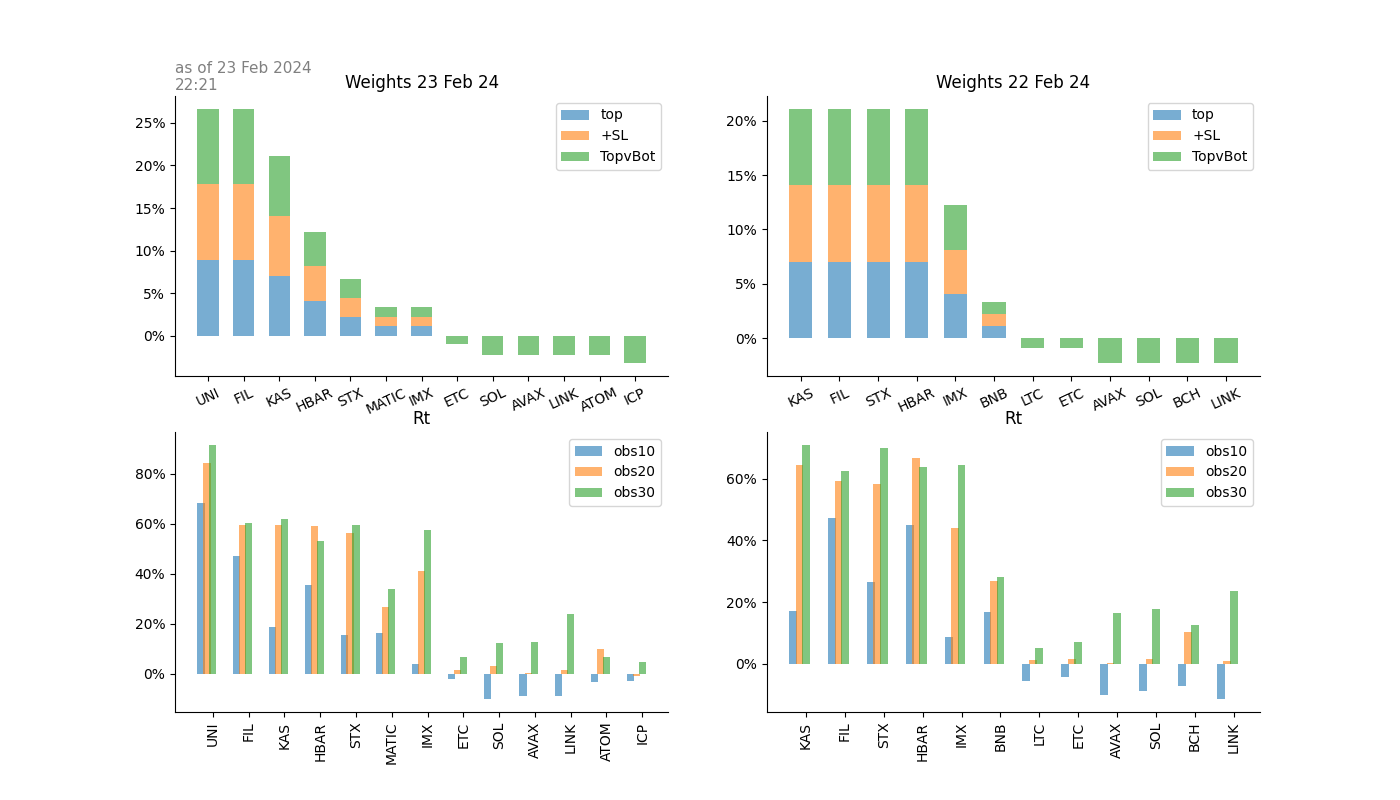 as of 23 Feb 2024
22:21
Weights 23 Feb 24
25%
20%
15%
10%
5%
0%
top
+SL
TopvBot
UNI FIL KAS HBAR STX MATIC IMX ETC SOL AVAX LINK ATOM ICP
Weights 22 Feb 24
20%
15%
10%
5%
0%
top
+SL
TopvBot
KAS FIL STX HBAR IMX BNB LTC ETC AVAX SOL BCH LINK
Rt
80%
60%
40%
20%
0%
obs10
obs20
obs30
UNI FIL KAS HBAR STX MATIC IMX ETC SOL AVAX LINK ATOM ICP
Rt
60%
40%
20%
0%
obs10
obs20
obs30
KAS FIL STX HBAR IMX BNB LTC ETC AVAX SOL BCH LINK